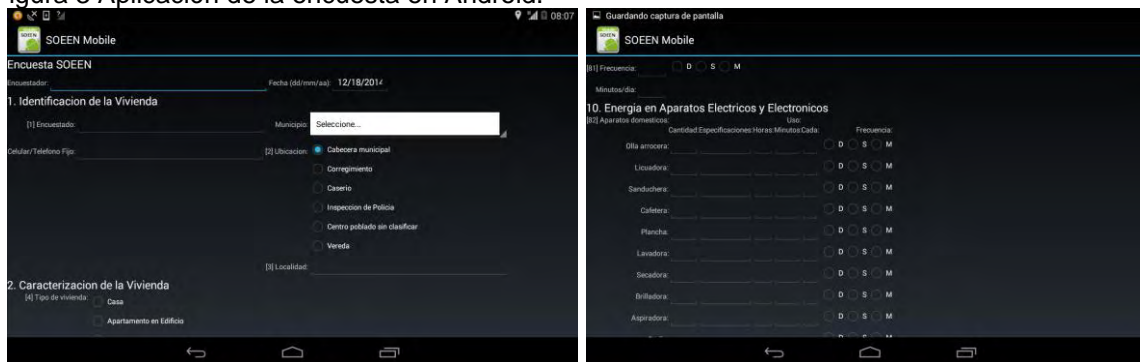 igura 3 Aplicación de la encuesta en Android.
08:07
SOEEN Mobile
Encuesta SOEEN
Encuestador:
Fecha (dd/mm/aa): 12/18/2014
1. Identificacion de la Vivienda
[1] Encuestado:
Municipio: Seleccione...
Celular/Telefono Fijo:
[2] Ubicacion: Cabecera municipal
Corregimiento
Caserio
Inspeccion de Policia
Centro poblado sin clasificar
Vereda
[3] Localidad:
2. Caracterizacion de la Vivienda
[4] Tipo de vivienda: Casa
Apartamento en Edificio
Guardando captura de pantalla
SOEEN Mobile
[81] Frecuencia: D S M
Minutos/dia:
10. Energia en Aparatos Electricos y Electronicos
[82] Aparatos domesticos: Uso:
Cantidad: Especificaciones: Horas: Minutos: Cada: Frecuencia:
Olla arrocera: D S M
Licuadora: D S M
Sanduchera: D S M
Cafetera: D S M
Plancha: D S M
Lavadora: D S M
Secadora: D S M
Brilladora: D S M
Aspiradora: D S M